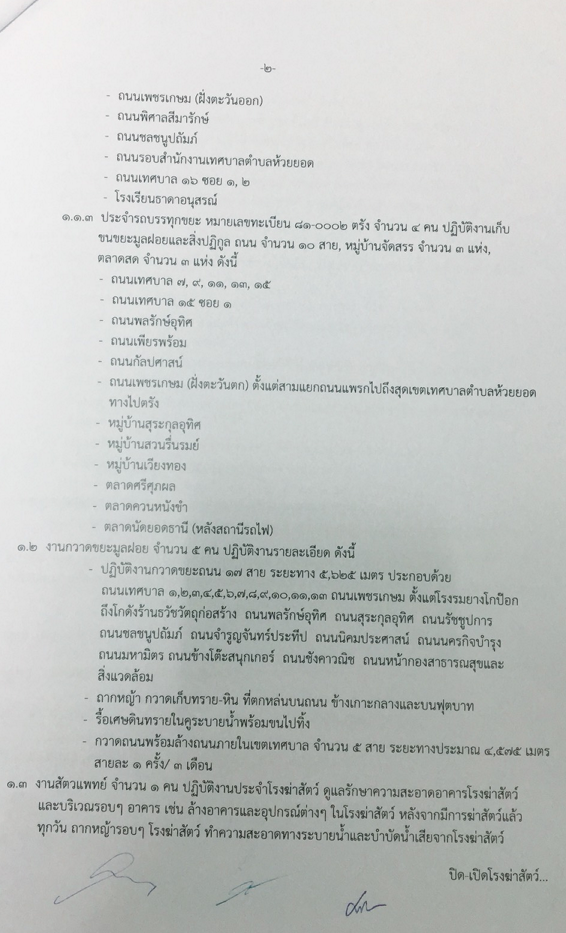 -๒-
- ถนนเพชรเกษม (ฝั่งตะวันออก)
- ถนนพิศาลสีมารักษ์
- ถนนชลชนูปถัมภ์
- ถนนรอบสำนักงานเทศบาลตำบลห้วยยอด
- ถนนเทศบาล ๑๖ ซอย ๑, ๒
- โรงเรียนธาดาอนุสรณ์
๑.๑.๓ ประจำรถบรรทุกขยะ หมายเลขทะเบียน ๘๑-๐๐๐๒ ตรัง จำนวน ๔ คน ปฏิบัติงานเก็บ
ขนขยะมูลฝอยและสิ่งปฏิกูล ถนน จำนวน ๑๐ สาย, หมู่บ้านจัดสรร จำนวน ๓ แห่ง,
ตลาดสด จำนวน ๓ แห่ง ดังนี้
- ถนนเทศบาล ๗, ๙, ๑๑, ๑๓, ๑๕
- ถนนเทศบาล ๑๕ ซอย ๑
- ถนนพลรักษ์อุทิศ
- ถนนเพียรพร้อม
- ถนนกัลปศาสน์
- ถนนเพชรเกษม (ฝั่งตะวันตก) ตั้งแต่สามแยกถนนแพรกไปถึงสุดเขตเทศบาลตำบลห้วยยอด
ทางไปตรัง
- หมู่บ้านสุระกุลอุทิศ
- หมู่บ้านสวนรื่นรมย์
- หมู่บ้านเวียงทอง
- ตลาดศรีศุภผล
- ตลาดควนหนังขำ
- ตลาดนัดยอดธานี (หลังสถานีรถไฟ)
๑.๒ งานกวาดขยะมูลฝอย จำนวน ๕ คน ปฏิบัติงานรายละเอียด ดังนี้
- ปฏิบัติงานกวาดขยะถนน ๑๗ สาย ระยะทาง ๕,๖๒๕ เมตร ประกอบด้วย
ถนนเทศบาล ๑,๒,๓,๔,๕,๖,๗,๘,๙,๑๐,๑๑,๑๓ ถนนเพชรเกษม ตั้งแต่โรงรมยางโกป๊อก
ถึงโกดังร้านธวัชวัตถุก่อสร้าง ถนนพลรักษ์อุทิศ ถนนสุระกุลอุทิศ ถนนรัชชูปการ
ถนนชลชนูปถัมภ์ ถนนจำรูญจันทร์ประทีป ถนนนิคมประศาสน์ ถนนนครกิจบำรุง
ถนนมหามิตร ถนนข้างโต๊ะสนุกเกอร์ ถนนชังคาวณิช ถนนหน้ากองสาธารณสุขและ
สิ่งแวดล้อม
- ถากหญ้า กวาดเก็บทราย-หิน ที่ตกหล่นบนถนน ข้างเกาะกลางและบนฟุตบาท
- รื้อเศษดินทรายในคูระบายน้ำพร้อมขนไปทิ้ง
- กวาดถนนพร้อมล้างถนนภายในเขตเทศบาล จำนวน ๕ สาย ระยะทางประมาณ ๔,๕๗๕ เมตร
สายละ ๑ ครั้ง/ ๓ เดือน
๑.๓ งานสัตวแพทย์ จำนวน ๑ คน ปฏิบัติงานประจำโรงฆ่าสัตว์ ดูแลรักษาความสะอาดอาคารโรงฆ่าสัตว์
และบริเวณรอบๆ อาคาร เช่น ล้างอาคารและอุปกรณ์ต่างๆ ในโรงฆ่าสัตว์ หลังจากมีการฆ่าสัตว์แล้ว
ทุกวัน ถากหญ้ารอบๆ โรงฆ่าสัตว์ ทำความสะอาดทางระบายน้ำและบำบัดน้ำเสียจากโรงฆ่าสัตว์
ปิด-เปิดโรงฆ่าสัตว์...